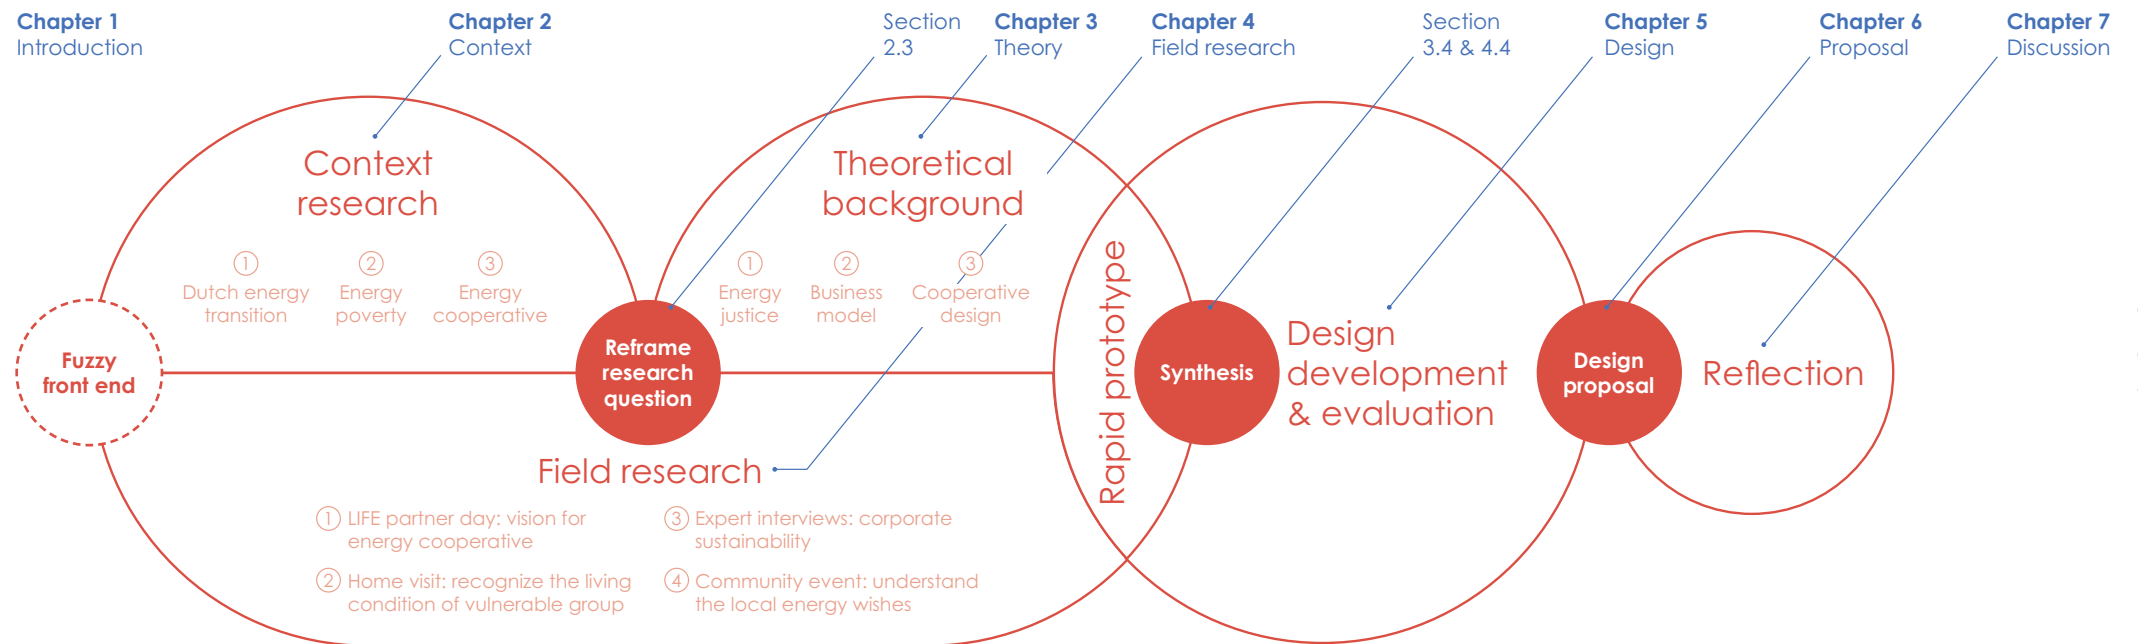 Chapter 1
Introduction
Chapter 2
Context
Section
2.3
Chapter 3
Theory
Chapter 4
Field research
Section
3.4 & 4.4
Chapter 5
Design
Chapter 6
Proposal
Chapter 7
Discussion
Context
research
1
Dutch energy
transition
2
Energy
poverty
3
Energy
cooperative
Theoretical
background
1
Energy
justice
2
Business
model
3
Cooperative
design
Fuzzy
front end
Reframe
research
question
Rapid prototype
Synthesis
Design
development
& evaluation
Design
proposal
Reflection
Field research
1 LIFE partner day: vision for
energy cooperative
2 Home visit: recognize the living
condition of vulnerable group
3 Expert interviews: corporate
sustainability
4 Community event: understand
the local energy wishes